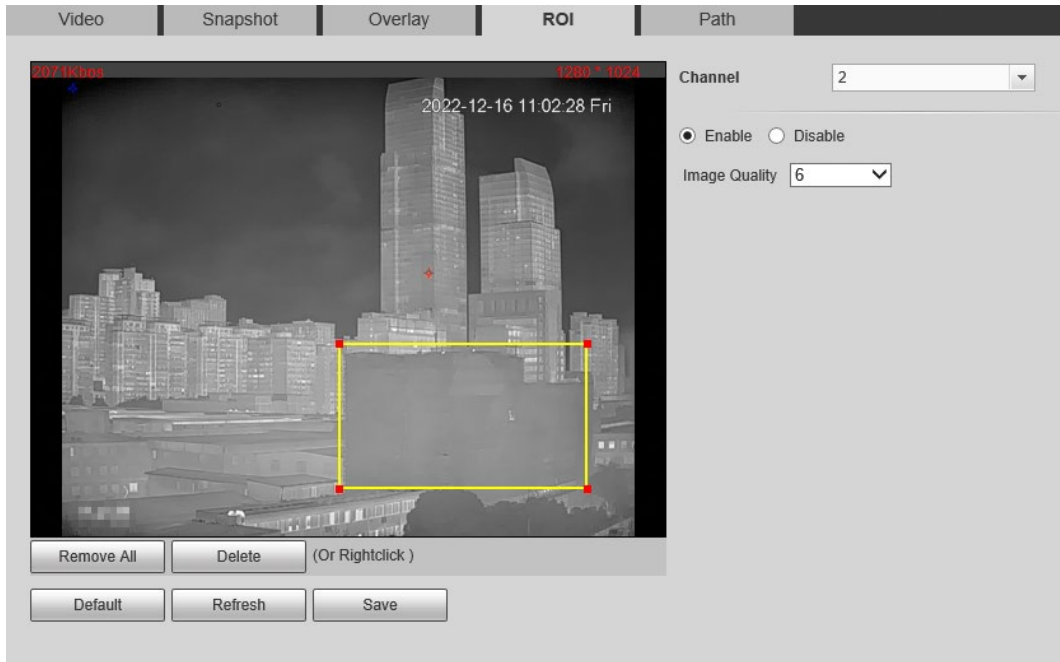 Video Snapshot Overlay ROI Path
2071Kbps 1280 * 1024
2022-12-16 11:02:28 Fri
Channel 2
Enable Disable
Image Quality 6
Remove All Delete (Or Rightclick )
Default Refresh Save